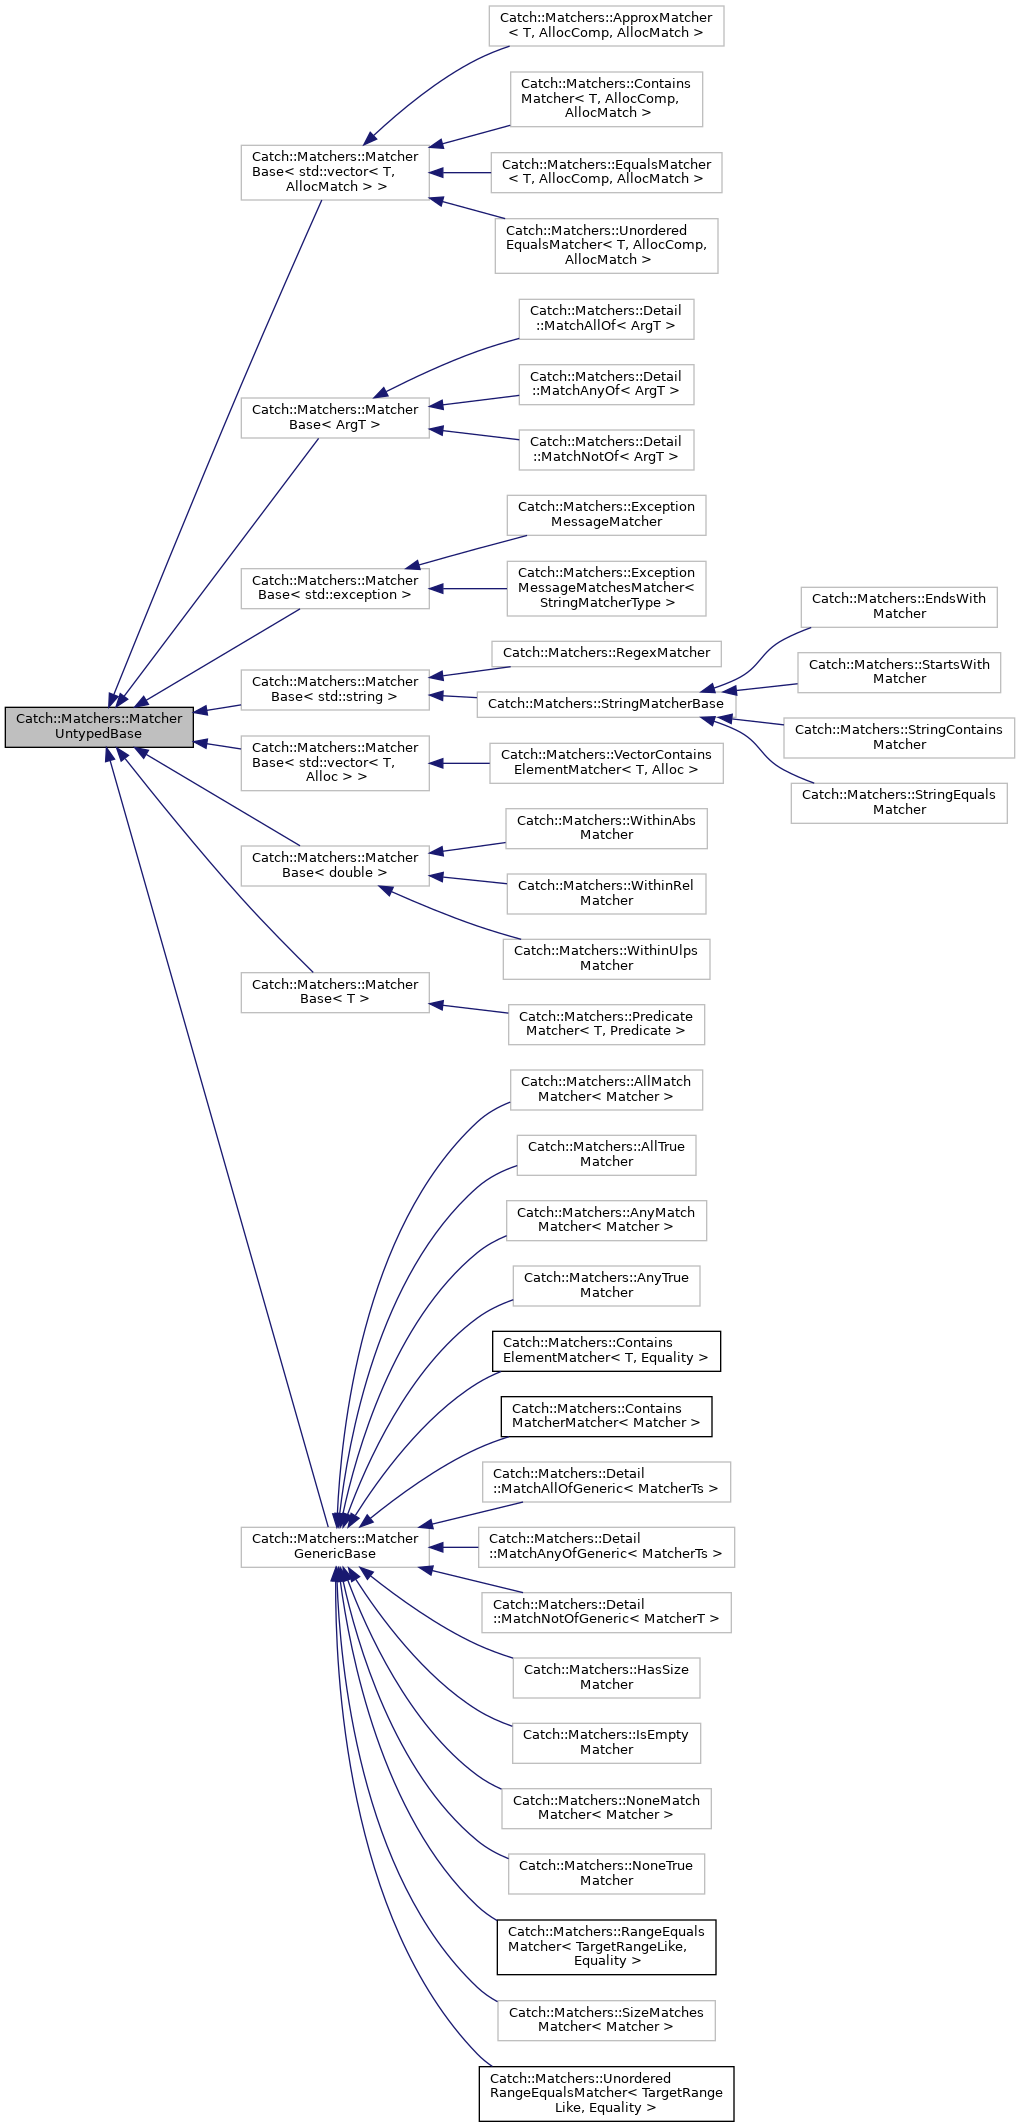 Catch::Matchers::Matcher
UntypedBase
Catch::Matchers::Matcher
Base< std::vector< T,
AllocMatch > >
Catch::Matchers::ApproxMatcher
< T, AllocComp, AllocMatch >
Catch::Matchers::Contains
Matcher< T, AllocComp,
AllocMatch >
Catch::Matchers::EqualsMatcher
< T, AllocComp, AllocMatch >
Catch::Matchers::Unordered
EqualsMatcher< T, AllocComp,
AllocMatch >
Catch::Matchers::Matcher
Base< ArgT >
Catch::Matchers::Detail
::MatchAllOf< ArgT >
Catch::Matchers::Detail
::MatchAnyOf< ArgT >
Catch::Matchers::Detail
::MatchNotOf< ArgT >
Catch::Matchers::Matcher
Base< std::exception >
Catch::Matchers::Exception
MessageMatcher
Catch::Matchers::Exception
MessageMatchesMatcher<
StringMatcherType >
Catch::Matchers::Matcher
Base< std::string >
Catch::Matchers::RegexMatcher
Catch::Matchers::StringMatcherBase
Catch::Matchers::EndsWith
Matcher
Catch::Matchers::StartsWith
Matcher
Catch::Matchers::StringContains
Matcher
Catch::Matchers::StringEquals
Matcher
Catch::Matchers::Matcher
Base< std::vector< T,
Alloc > >
Catch::Matchers::VectorContains
ElementMatcher< T, Alloc >
Catch::Matchers::Matcher
Base< double >
Catch::Matchers::WithinAbs
Matcher
Catch::Matchers::WithinRel
Matcher
Catch::Matchers::WithinUlps
Matcher
Catch::Matchers::Matcher
Base< T >
Catch::Matchers::Predicate
Matcher< T, Predicate >
Catch::Matchers::Matcher
GenericBase
Catch::Matchers::AllMatch
Matcher< Matcher >
Catch::Matchers::AllTrue
Matcher
Catch::Matchers::AnyMatch
Matcher< Matcher >
Catch::Matchers::AnyTrue
Matcher
Catch::Matchers::Contains
ElementMatcher< T, Equality >
Catch::Matchers::Contains
MatcherMatcher< Matcher >
Catch::Matchers::Detail
::MatchAllOfGeneric< MatcherTs >
Catch::Matchers::Detail
::MatchAnyOfGeneric< MatcherTs >
Catch::Matchers::Detail
::MatchNotOfGeneric< MatcherT >
Catch::Matchers::HasSize
Matcher
Catch::Matchers::IsEmpty
Matcher
Catch::Matchers::NoneMatch
Matcher< Matcher >
Catch::Matchers::NoneTrue
Matcher
Catch::Matchers::RangeEquals
Matcher< TargetRangeLike,
Equality >
Catch::Matchers::SizeMatches
Matcher< Matcher >
Catch::Matchers::Unordered
RangeEqualsMatcher< TargetRange
Like, Equality >